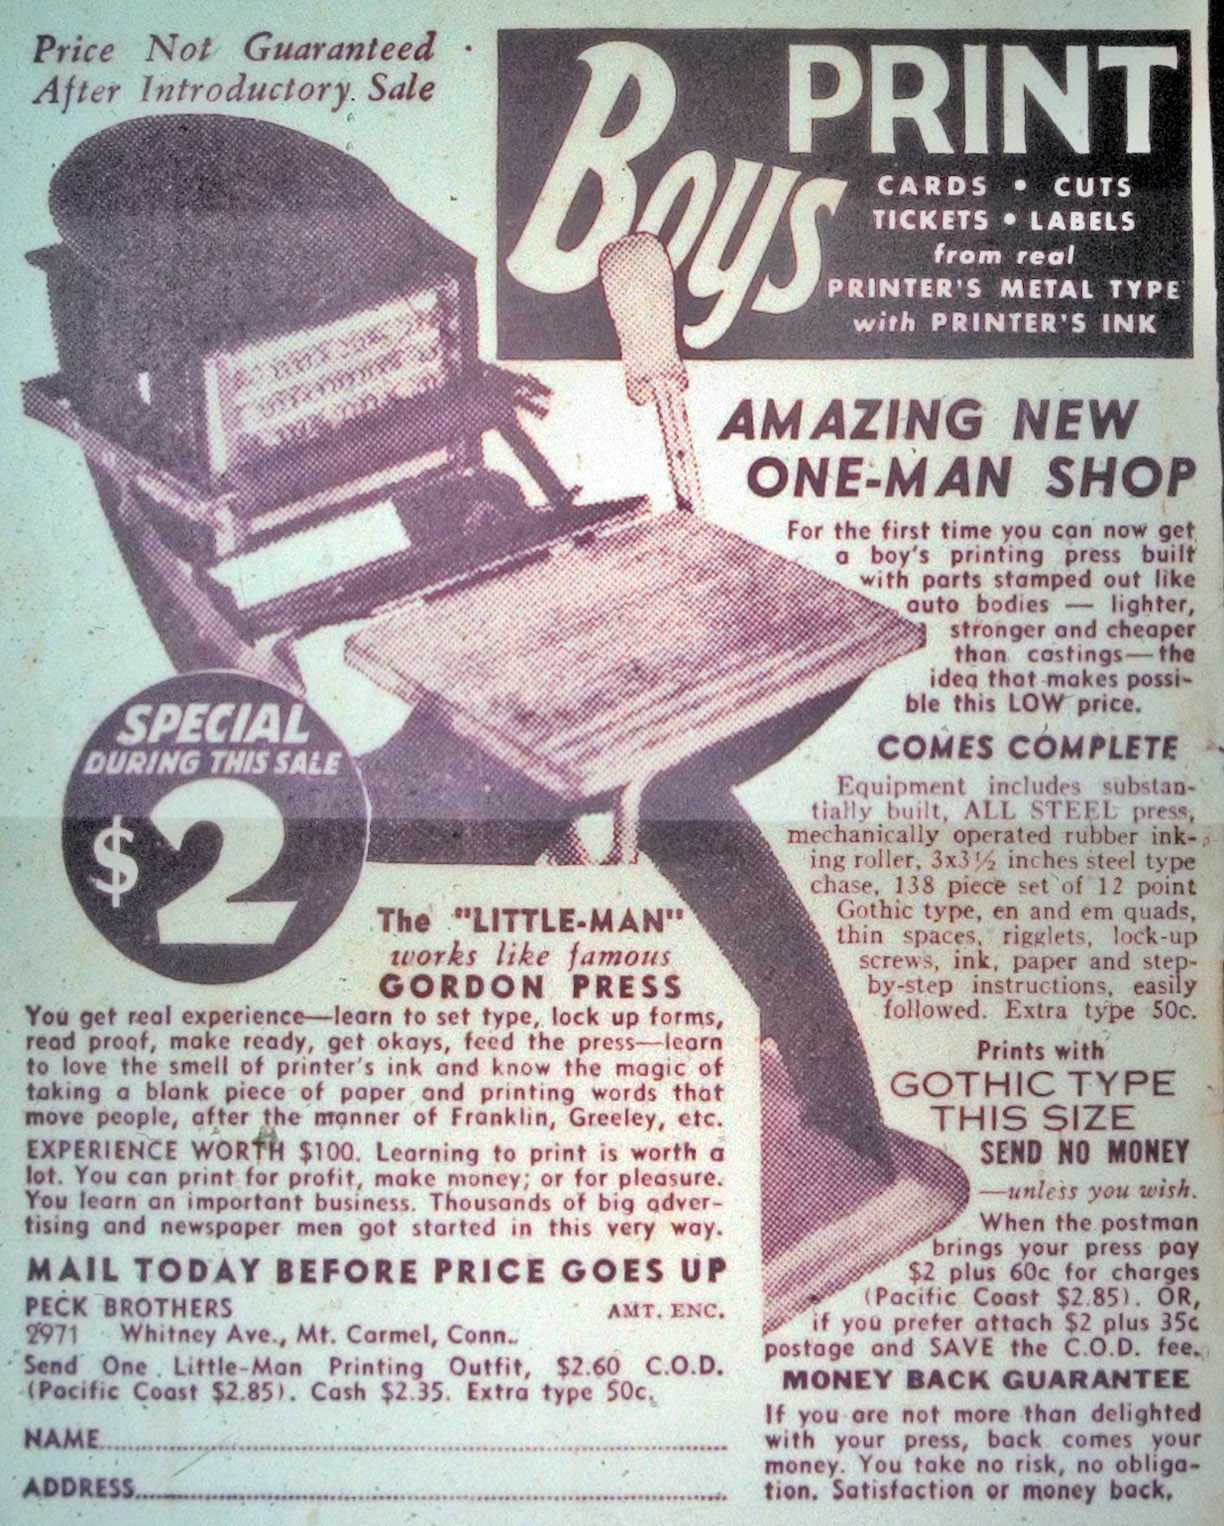 Price Not Guaranteed
After Introductory Sale
Boys PRINT
CARDS • CUTS
TICKETS • LABELS
from real
PRINTER'S METAL TYPE
with PRINTER'S INK
AMAZING NEW
ONE-MAN SHOP
For the first time you can now get
a boy's printing press built
with parts stamped out like
auto bodies — lighter,
stronger and cheaper
than castings—the
idea that makes possi-
ble this LOW price.
COMES COMPLETE
Equipment includes substan-
tially built, ALL STEEL press,
mechanically operated rubber ink-
ing roller, 3x3½ inches steel type
chase, 138 piece set of 12 point
Gothic type, en and em quads,
thin spaces, rigglets, lock-up
screws, ink, paper and step-
by-step instructions, easily
followed. Extra type 50c.
Prints with
GOTHIC TYPE
THIS SIZE
SEND NO MONEY
—unless you wish.
When the postman
brings your press pay
$2 plus 60c for charges
(Pacific Coast $2.85). OR,
if you prefer attach $2 plus 35c
postage and SAVE the C.O.D. fee.
MONEY BACK GUARANTEE
If you are not more than delighted
with your press, back comes your
money. You take no risk, no obliga-
tion. Satisfaction or money back.
SPECIAL
DURING THIS SALE
$2
The "LITTLE-MAN"
works like famous
GORDON PRESS
You get real experience—learn to set type, lock up forms,
read proof, make ready, get okays, feed the press—learn
to love the smell of printer's ink and know the magic of
taking a blank piece of paper and printing words that
move people, after the manner of Franklin, Greeley, etc.
EXPERIENCE WORTH $100. Learning to print is worth a
lot. You can print for profit, make money; or for pleasure.
You learn an important business. Thousands of big adver-
tising and newspaper men got started in this very way.
MAIL TODAY BEFORE PRICE GOES UP
PECK BROTHERS AMT. ENC.
2971 Whitney Ave., Mt. Carmel, Conn.
Send One Little-Man Printing Outfit, $2.60 C.O.D.
(Pacific Coast $2.85). Cash $2.35. Extra type 50c.
NAME
ADDRESS